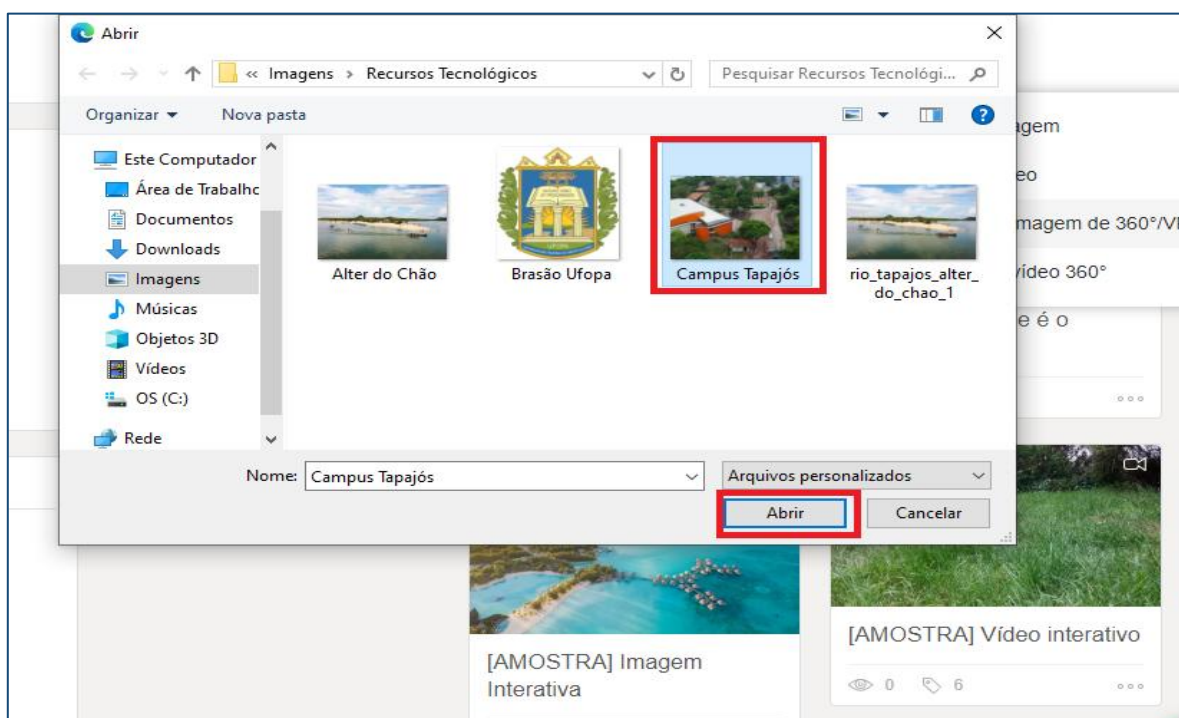 Abrir
« Imagens > Recursos Tecnológicos
Pesquisar Recursos Tecnológi...
Organizar
Nova pasta
Este Computador
Área de Trabalhc
Documentos
Downloads
Imagens
Músicas
Objetos 3D
Vídeos
OS (C:)
Rede
Alter do Chão
Brasão Ufopa
Campus Tapajós
rio_tapajos_alter_
do_chao_1
Nome:
Campus Tapajós
Arquivos personalizados
Abrir
Cancelar
agem
eo
magem de 360°/VI
vídeo 360°
e é o
[AMOSTRA] Imagem
Interativa
[AMOSTRA] Vídeo interativo
0
6